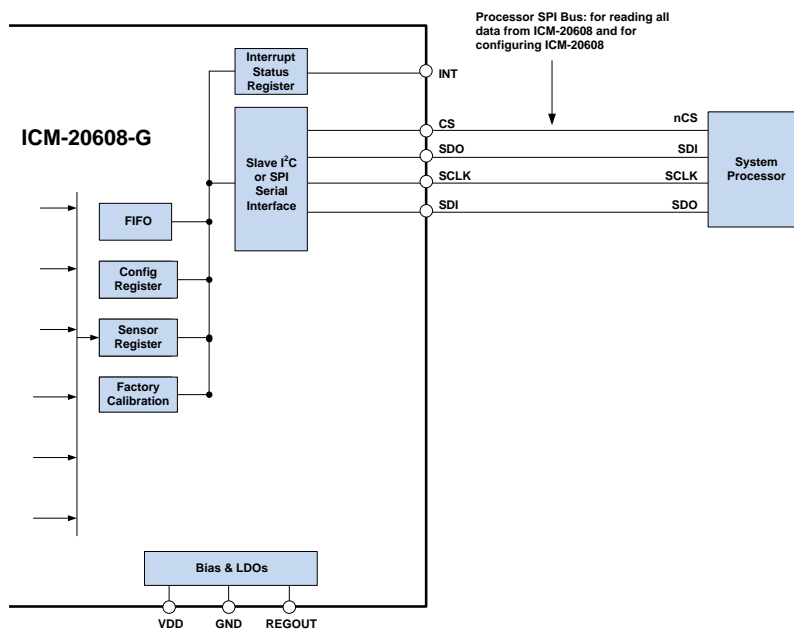 Processor SPI Bus: for reading all
data from ICM-20608 and for
configuring ICM-20608
Interrupt
Status
Register
INT
ICM-20608-G
Slave I²C
or SPI
Serial
Interface
CS
nCS
SDO
SDI
SCLK
SCLK
SDI
SDO
System
Processor
FIFO
Config
Register
Sensor
Register
Factory
Calibration
Bias & LDOs
VDD
GND
REGOUT